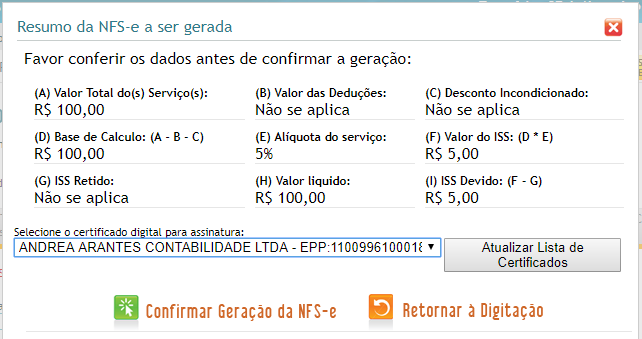 Resumo da NFS-e a ser gerada
Favor conferir os dados antes de confirmar a geração:
(A) Valor Total do(s) Serviço(s):
R$ 100,00
(B) Valor das Deduções:
Não se aplica
(C) Desconto Incondicionado:
Não se aplica
(D) Base de Calculo: (A - B - C)
R$ 100,00
(E) Alíquota do serviço:
5%
(F) Valor do ISS: (D * E)
R$ 5,00
(G) ISS Retido:
Não se aplica
(H) Valor liquido:
R$ 100,00
(I) ISS Devido: (F - G)
R$ 5,00
Selecione o certificado digital para assinatura:
ANDREA ARANTES CONTABILIDADE LTDA - EPP:1100996100018
Atualizar Lista de
Certificados
Confirmar Geração da NFS-e
Retornar à Digitação